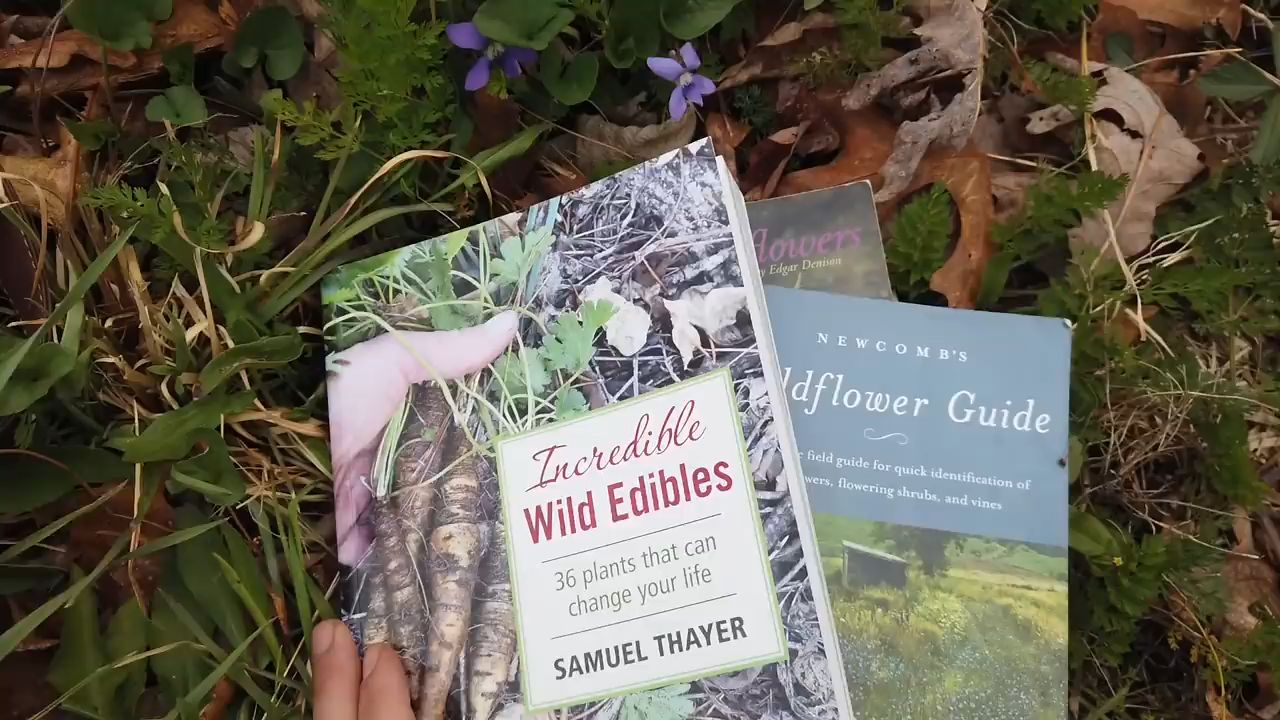 Incredible
Wild Edibles
36 plants that can
change your life
SAMUEL THAYER
flowers
Edgar Denison
NEWCOMB'S
ldflower Guide
field guide for quick identification of
wers, flowering shrubs, and vines